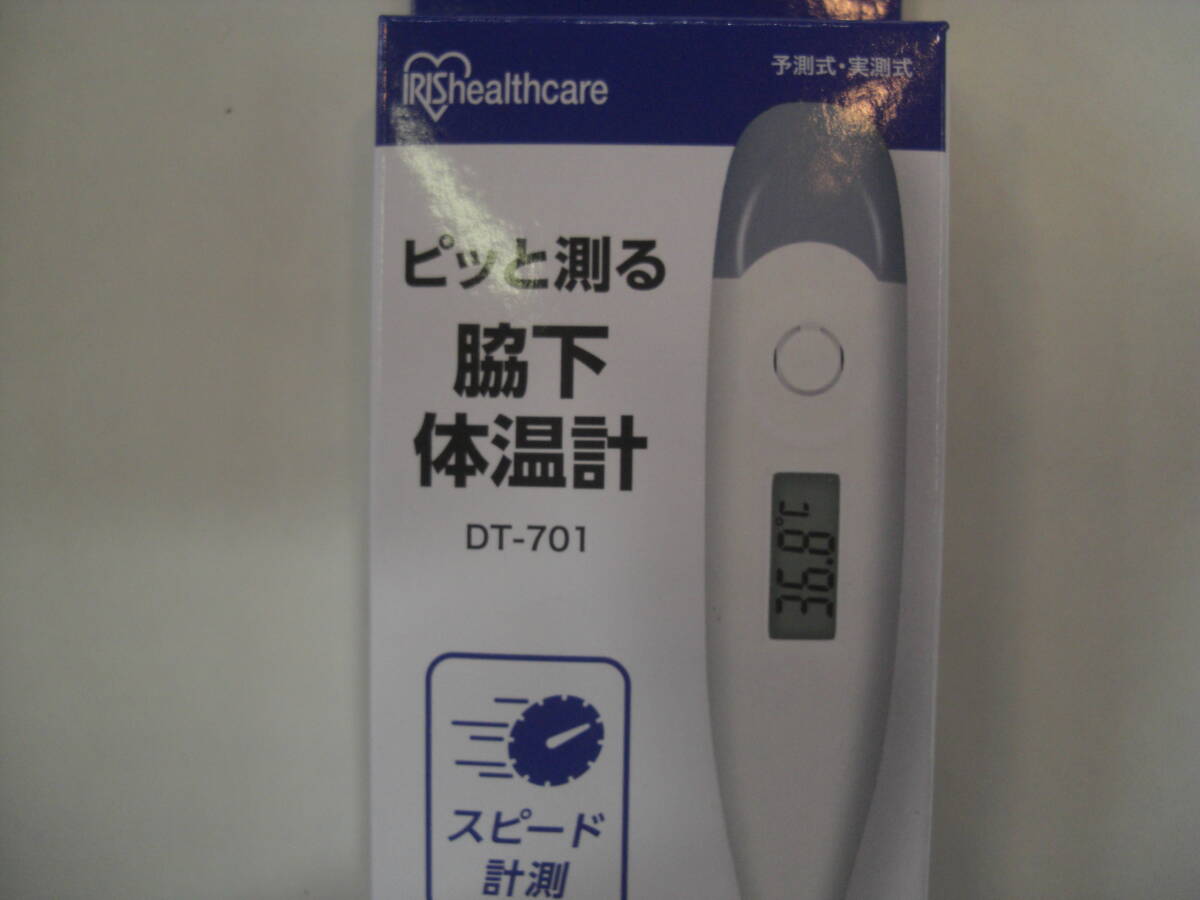 IRIShealthcare
予測式・実測式
ピッと測る
脇下
体温計
DT-701
36.8℃
スピード
計測